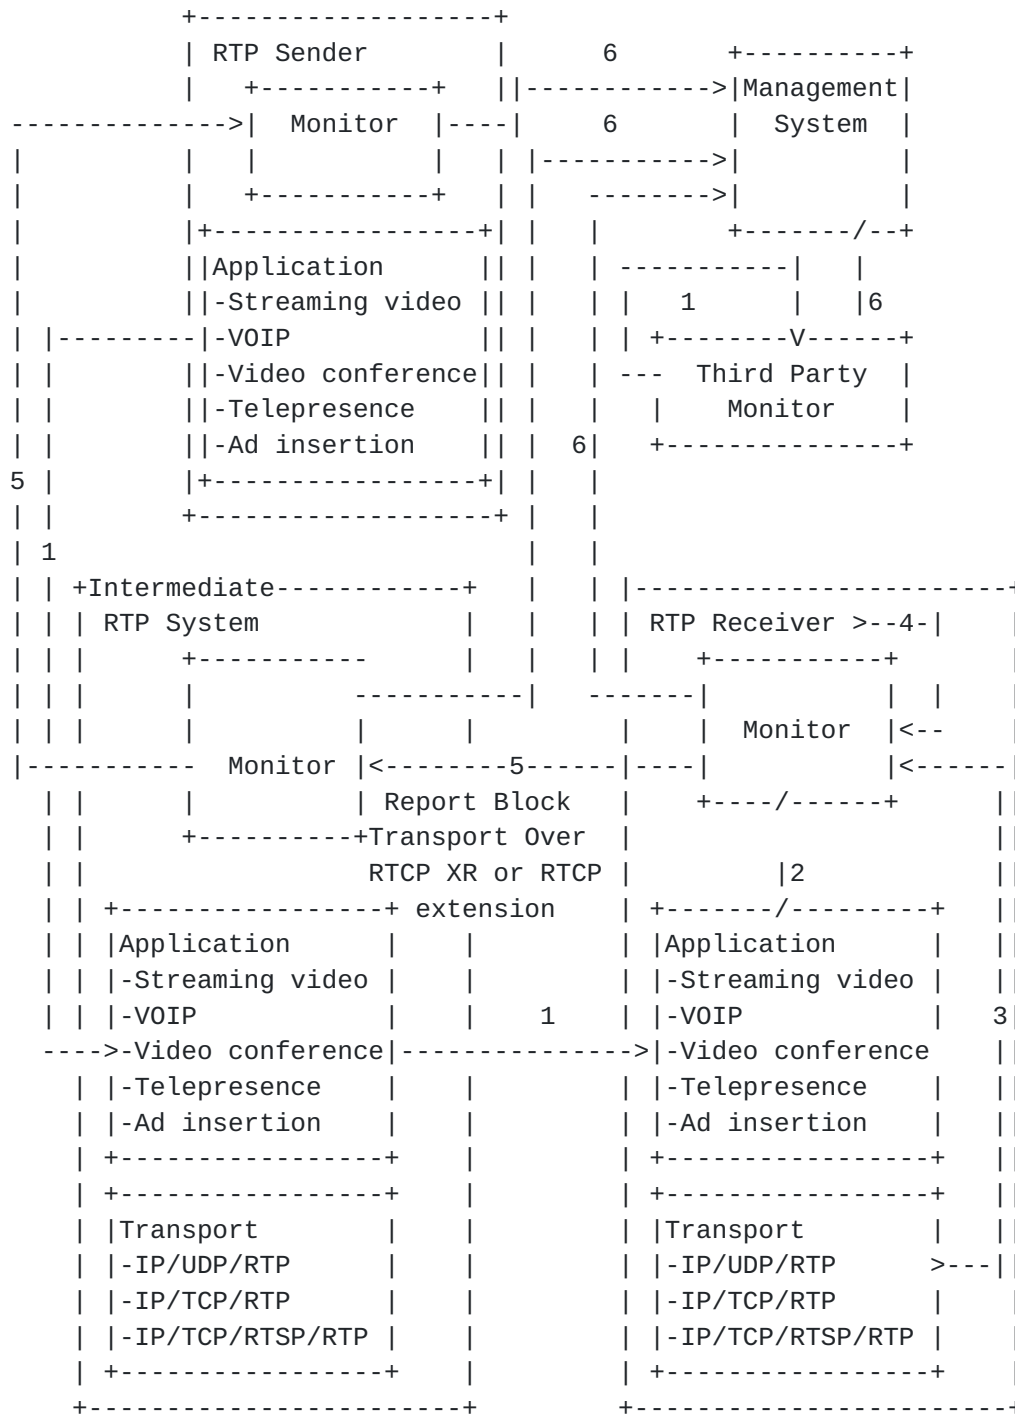 +-------------------+
| RTP Sender        |      6       +----------+
|   +-----------+   ||------------>|Management|
-------------->|  Monitor  |----|     6       |  System  |
|          |   |           |   | |----------->|          |
|          |   +-----------+   | |   -------->|          |
|          |+-----------------+| |   |        +-------/--+
|          ||Application      || |   | -----------|   |
|          ||-Streaming video || |   | |   1      |   |6
| |---------|-VOIP            || |   | | +--------V------+
| |        ||-Video conference|| |   | ---  Third Party  |
| |        ||-Telepresence    || |   |   |    Monitor    |
| |        ||-Ad insertion    || |  6|   +---------------+
5 |        |+-----------------+| |   |
| |        +-------------------+ |   |
| 1                              |   |
| | +Intermediate------------+   |   | |------------------------+
| | | RTP System             |   |   | | RTP Receiver >--4-|    |
| | |      +-----------      |   |   | |    +-----------+       |
| | |      |          -----------|   -------|           |  |    |
| | |      |          |      |         |    |  Monitor  |<--    |
|-----------  Monitor |<--------5------|----|           |<------|
| |      |          | Report Block   |    +----/------+      ||
| |      +----------+Transport Over  |                       ||
| |                  RTCP XR or RTCP |         |2            ||
| | +-----------------+ extension    | +-------/---------+   ||
| | |Application      |    |         | |Application      |   ||
| | |-Streaming video |    |         | |-Streaming video |   ||
| | |-VOIP            |    |    1    | |-VOIP            |   3|
---->-Video conference|--------------->|-Video conference    ||
| |-Telepresence    |    |         | |-Telepresence    |   ||
| |-Ad insertion    |    |         | |-Ad insertion    |   ||
| +-----------------+    |         | +-----------------+   ||
| +-----------------+    |         | +-----------------+   ||
| |Transport        |    |         | |Transport        |   ||
| |-IP/UDP/RTP      |    |         | |-IP/UDP/RTP      >---||
| |-IP/TCP/RTP      |    |         | |-IP/TCP/RTP      |    |
| |-IP/TCP/RTSP/RTP |    |         | |-IP/TCP/RTSP/RTP |    |
| +-----------------+    |         | +-----------------+    |
+------------------------+         +------------------------+